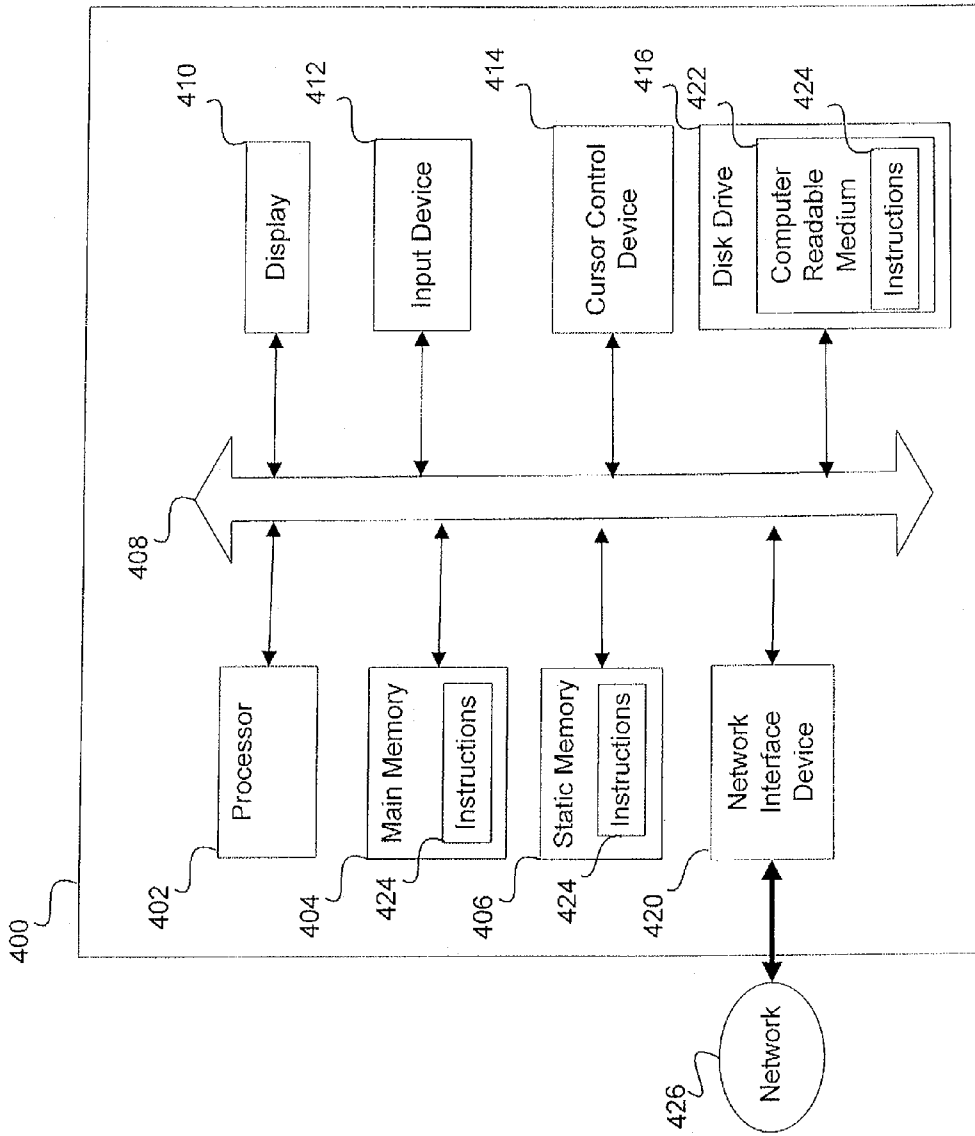 400
402
Processor
404
Main Memory
424
Instructions
406
Static Memory
424
Instructions
420
Network
Interface
Device
426
Network
408
410
Display
412
Input Device
414
Cursor Control
Device
416
Disk Drive
422
Computer
Readable
Medium
424
Instructions